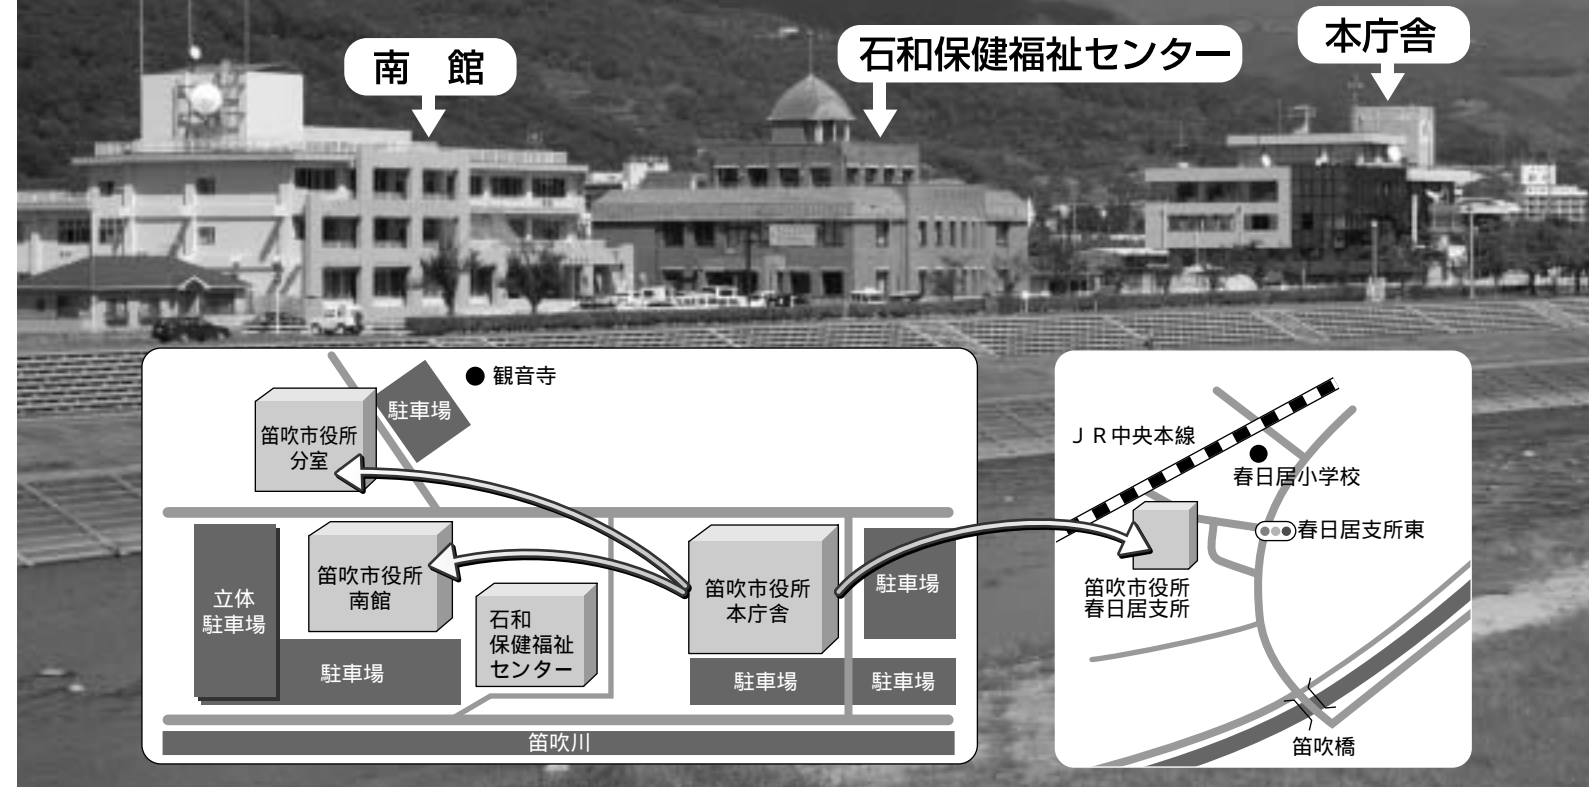 南　館
石和保健福祉センター
本庁舎
観音寺
駐車場
笛吹市役所
分室
立体
駐車場
笛吹市役所
南館
駐車場
石和
保健福祉
センター
笛吹市役所
本庁舎
駐車場
駐車場
駐車場
笛吹川
ＪＲ中央本線
春日居小学校
春日居支所東
笛吹市役所
春日居支所
笛吹橋